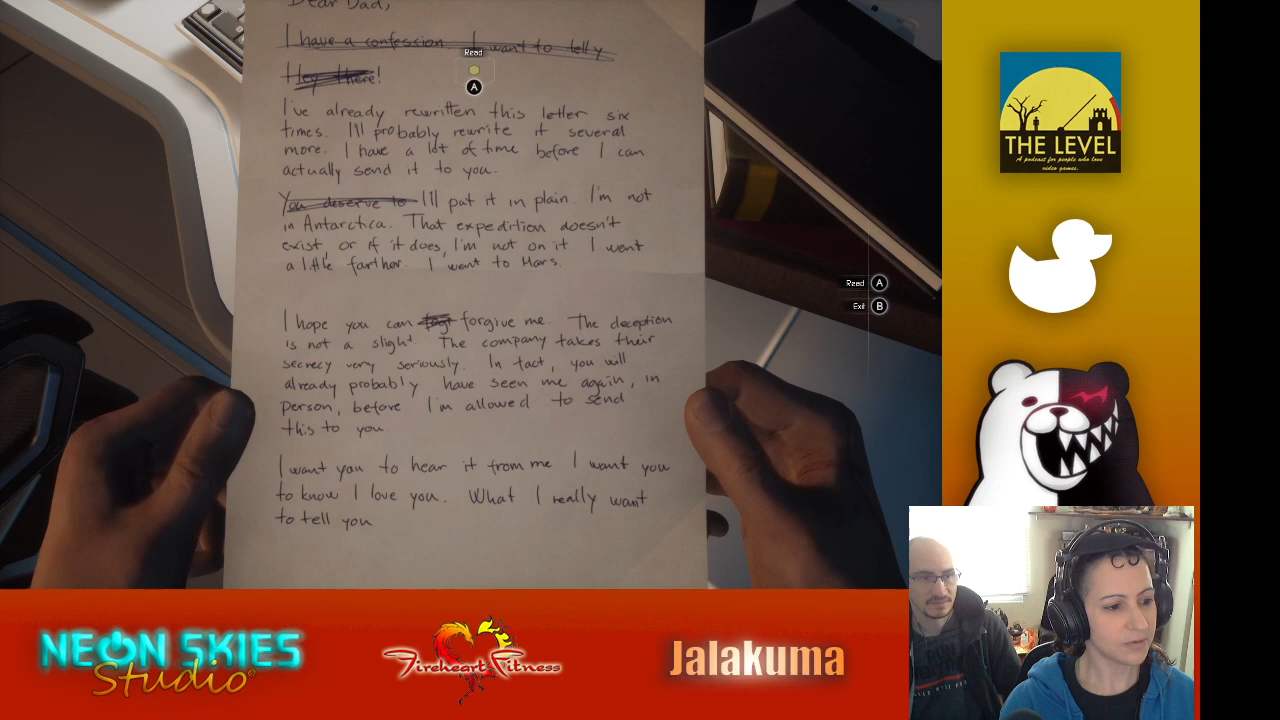 Dear Dad,
I have a confession I want to telly
Read
A
Hey there!
I've already rewritten this letter six
times. I'll probably rewrite it several
more. I have a lot of time before I can
actually send it to you.
You deserve to I'll put it in plain. I'm not
in Antarctica. That expedition doesn't
exist, or if it does, I'm not on it. I went
a little farther. I went to Mars.
I hope you can forgive me. The deception
is not a slight. The company takes their
secrecy very seriously. In fact, you will
already probably have seen me again, in
person, before I'm allowed to send
this to you.
I want you to hear it from me. I want you
to know I love you. What I really want
to tell you
Read A
Exit B
THE LEVEL
A podcast for people who love
video games.
NEON SKIES
Studio
Fireheart Fitness
Jalakuma